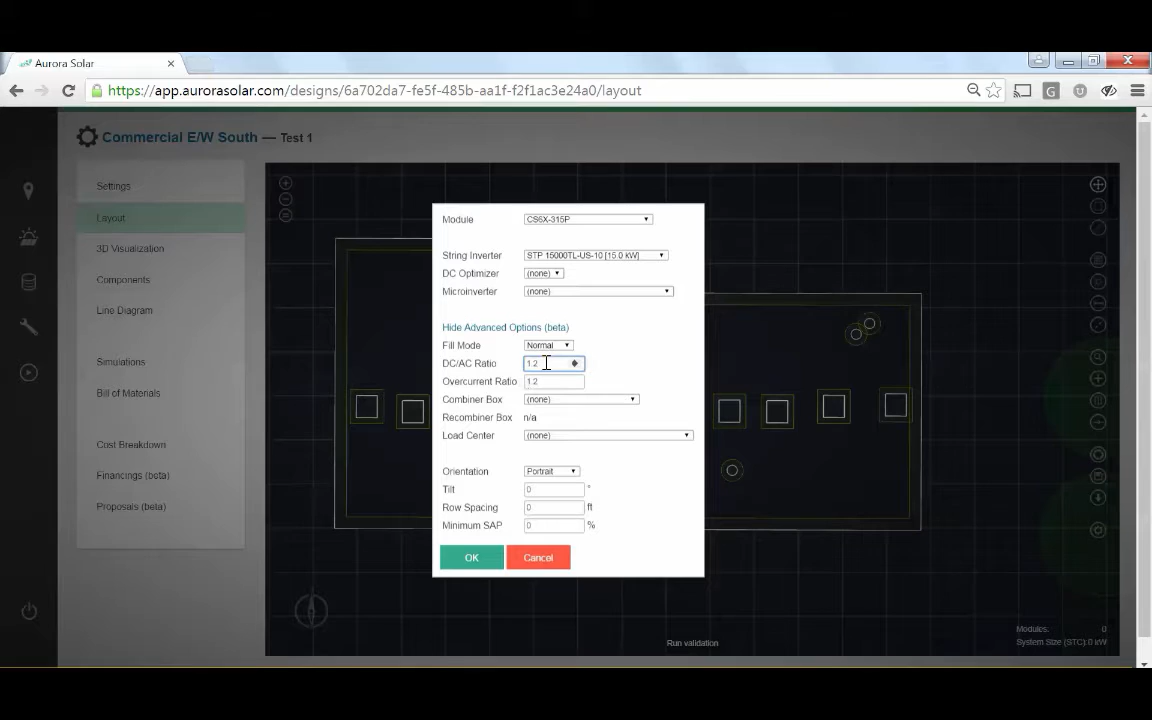 Aurora Solar
https://app.aurorasolar.com/designs/6a702da7-fe5f-485b-aa1f-f2f1ac3e24a0/layout
Commercial E/W South — Test 1
Settings
Layout
3D Visualization
Components
Line Diagram
Simulations
Bill of Materials
Cost Breakdown
Financings (beta)
Proposals (beta)
Module CS6X-315P
String Inverter STP 15000TL-US-10 [15.0 kW]
DC Optimizer (none)
Microinverter (none)
Hide Advanced Options (beta)
Fill Mode Normal
DC/AC Ratio 1.2
Overcurrent Ratio 1.2
Combiner Box (none)
Recombiner Box n/a
Load Center (none)
Orientation Portrait
Tilt 0 °
Row Spacing 0 ft
Minimum SAP 0 %
OK Cancel
Run validation
Modules: 0
System Size (STC): 0 kW